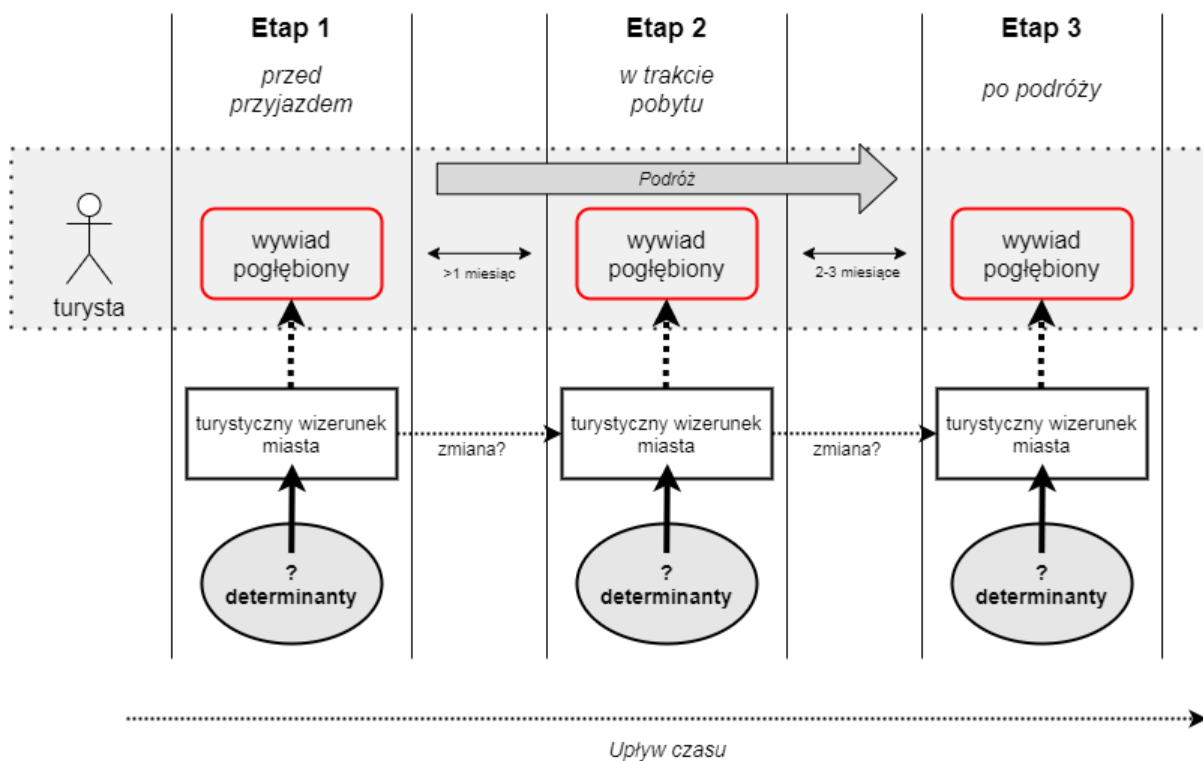 Etap 1
Etap 2
Etap 3
przed
przyjazdem
w trakcie
pobytu
po podróży
Podróż
turysta
wywiad
pogłębiony
>1 miesiąc
wywiad
pogłębiony
2-3 miesiące
wywiad
pogłębiony
turystyczny wizerunek
miasta
zmiana?
turystyczny wizerunek
miasta
zmiana?
turystyczny wizerunek
miasta
?
determinanty
?
determinanty
?
determinanty
Upływ czasu